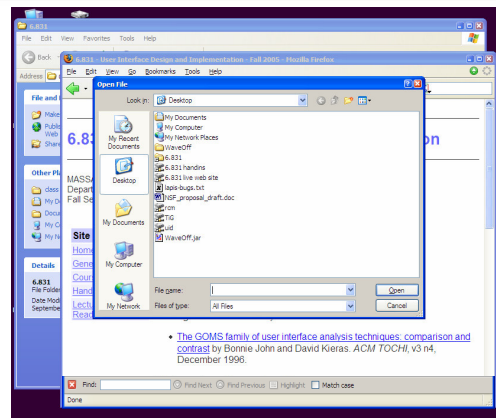 6.831
File Edit View Favorites Tools Help
Back
Address
6.831 - User Interface Design and Implementation - Fall 2005 - Mozilla Firefox
File Edit View Go Bookmarks Tools Help
Open File
Look in: Desktop
My Recent Documents
Desktop
My Documents
My Computer
My Network
My Documents
My Computer
My Network Places
WaveOff
6.831
6.831 handins
6.831 live web site
lapis-bugs.txt
NSF_proposal_draft.doc
rcm
TiG
uid
WaveOff.jar
File name: Open
Files of type: All Files Cancel
File and
Make
Publis
Web
Share
Other Pl
class
My D
Docu
My C
My N
Details
6.831
File Folder
Date Modi
Septembe
6.83
on
MASSA
Depart
Fall Se
Site
Home
Gene
Cour
Hand
Lectu
Read
The GOMS family of user interface analysis techniques: comparison and
contrast by Bonnie John and David Kieras. ACM TOCHI, v3 n4,
December 1996.
Find: Find Next Find Previous Highlight Match case
Done